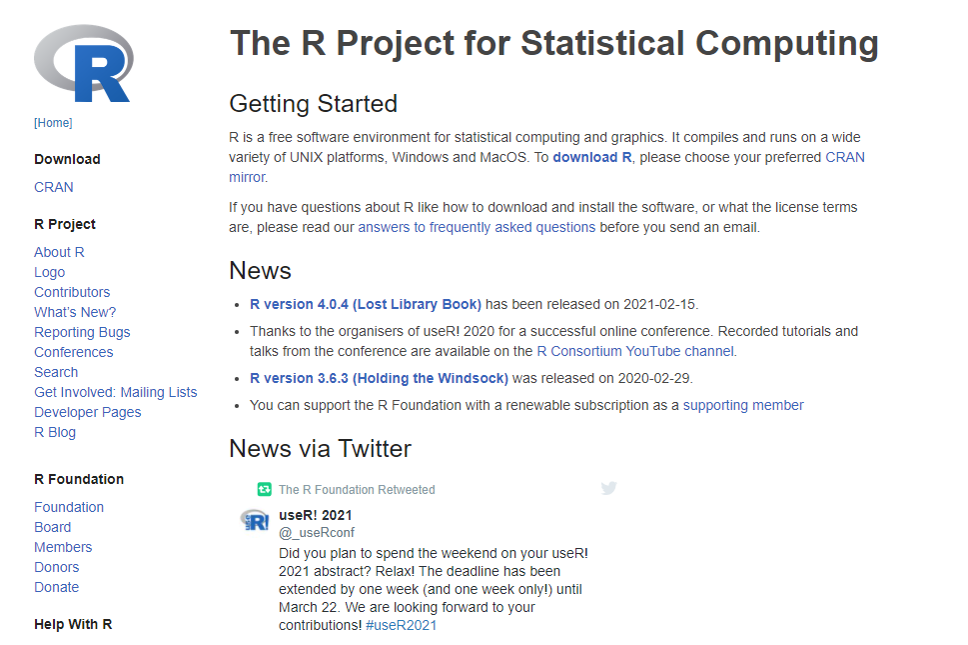 R
[Home]
Download
CRAN
R Project
About R
Logo
Contributors
What's New?
Reporting Bugs
Conferences
Search
Get Involved: Mailing Lists
Developer Pages
R Blog
R Foundation
Foundation
Board
Members
Donors
Donate
Help With R
The R Project for Statistical Computing
Getting Started
R is a free software environment for statistical computing and graphics. It compiles and runs on a wide
variety of UNIX platforms, Windows and MacOS. To download R, please choose your preferred CRAN
mirror.
If you have questions about R like how to download and install the software, or what the license terms
are, please read our answers to frequently asked questions before you send an email.
News
• R version 4.0.4 (Lost Library Book) has been released on 2021-02-15.
• Thanks to the organisers of useR! 2020 for a successful online conference. Recorded tutorials and
talks from the conference are available on the R Consortium YouTube channel.
• R version 3.6.3 (Holding the Windsock) was released on 2020-02-29.
• You can support the R Foundation with a renewable subscription as a supporting member
News via Twitter
The R Foundation Retweeted
useR!
useR! 2021
@_useRconf
Did you plan to spend the weekend on your useR!
2021 abstract? Relax! The deadline has been
extended by one week (and one week only!) until
March 22. We are looking forward to your
contributions! #useR2021